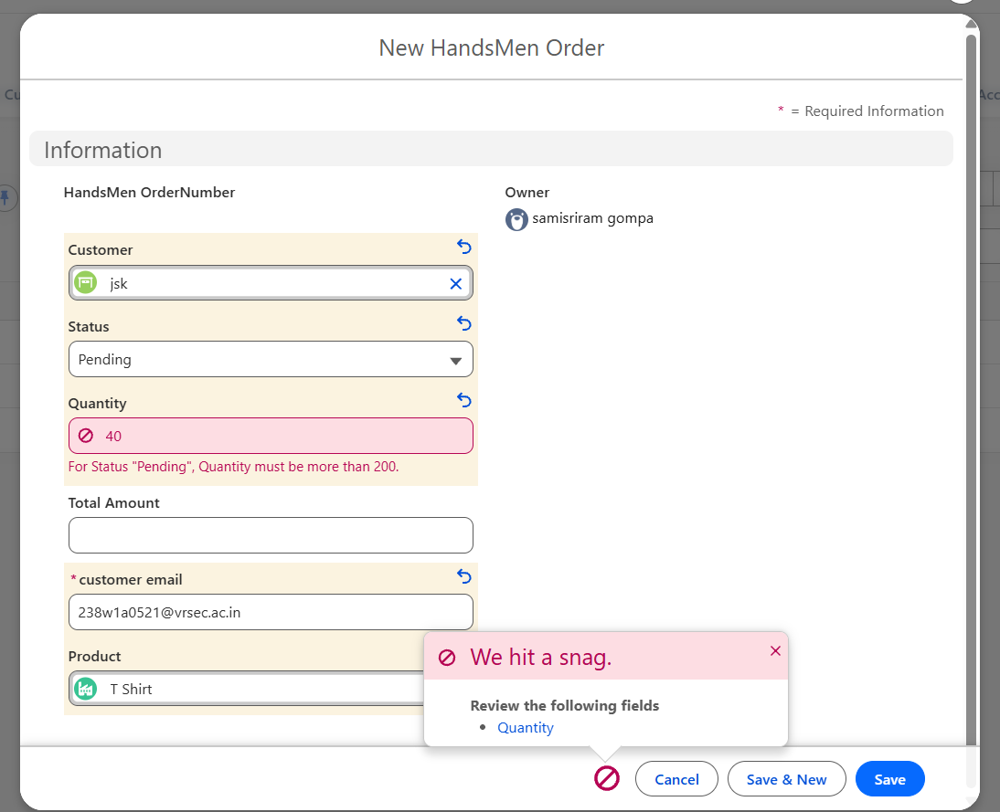 New HandsMen Order
* = Required Information
Information
HandsMen OrderNumber
Owner
samisriram gompa
Customer
jsk
Status
Pending
Quantity
40
For Status "Pending", Quantity must be more than 200.
Total Amount
*customer email
238w1a0521@vrsec.ac.in
Product
T Shirt
We hit a snag.
Review the following fields
• Quantity
Cancel
Save & New
Save
Cu
Acc